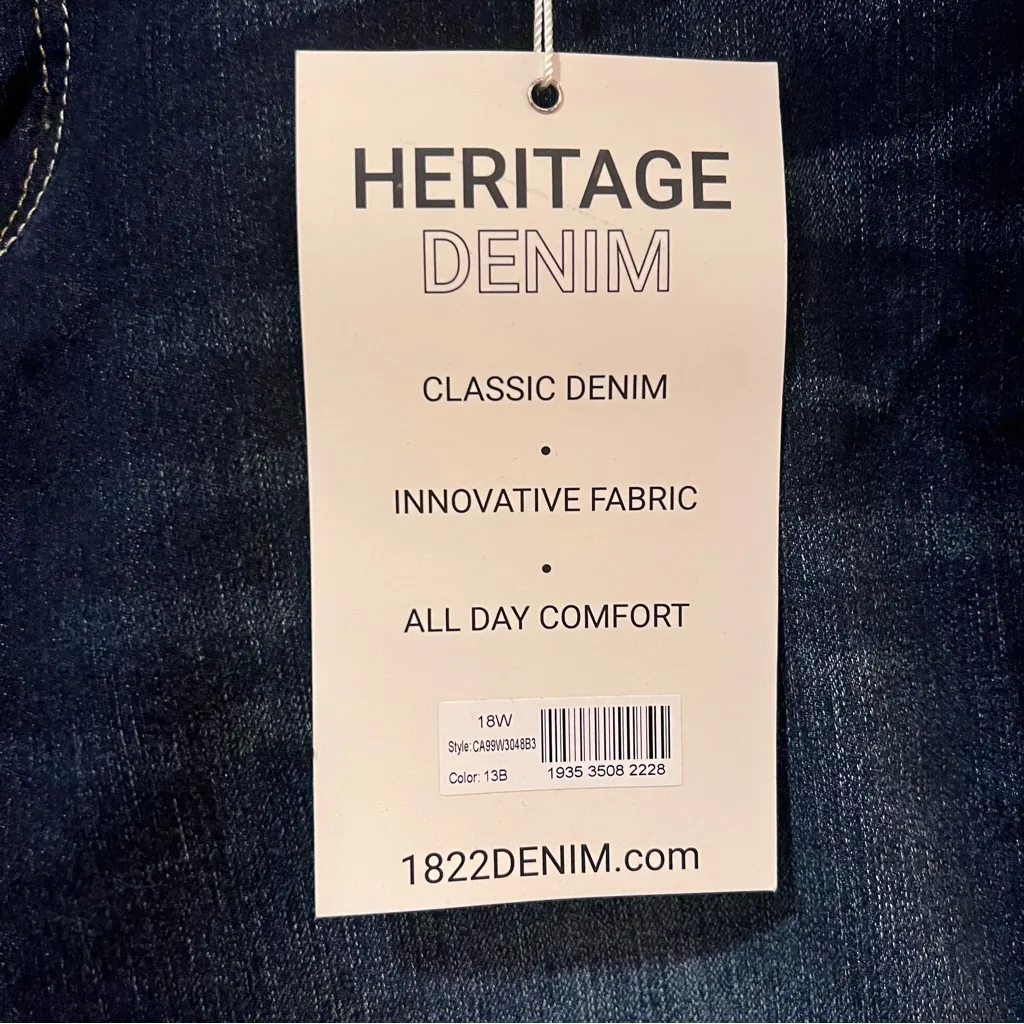 HERITAGE
DENIM
CLASSIC DENIM
•
INNOVATIVE FABRIC
•
ALL DAY COMFORT
18W
Style:CA99W3048B3
Color: 13B
1935 3508 2228
1822DENIM.com